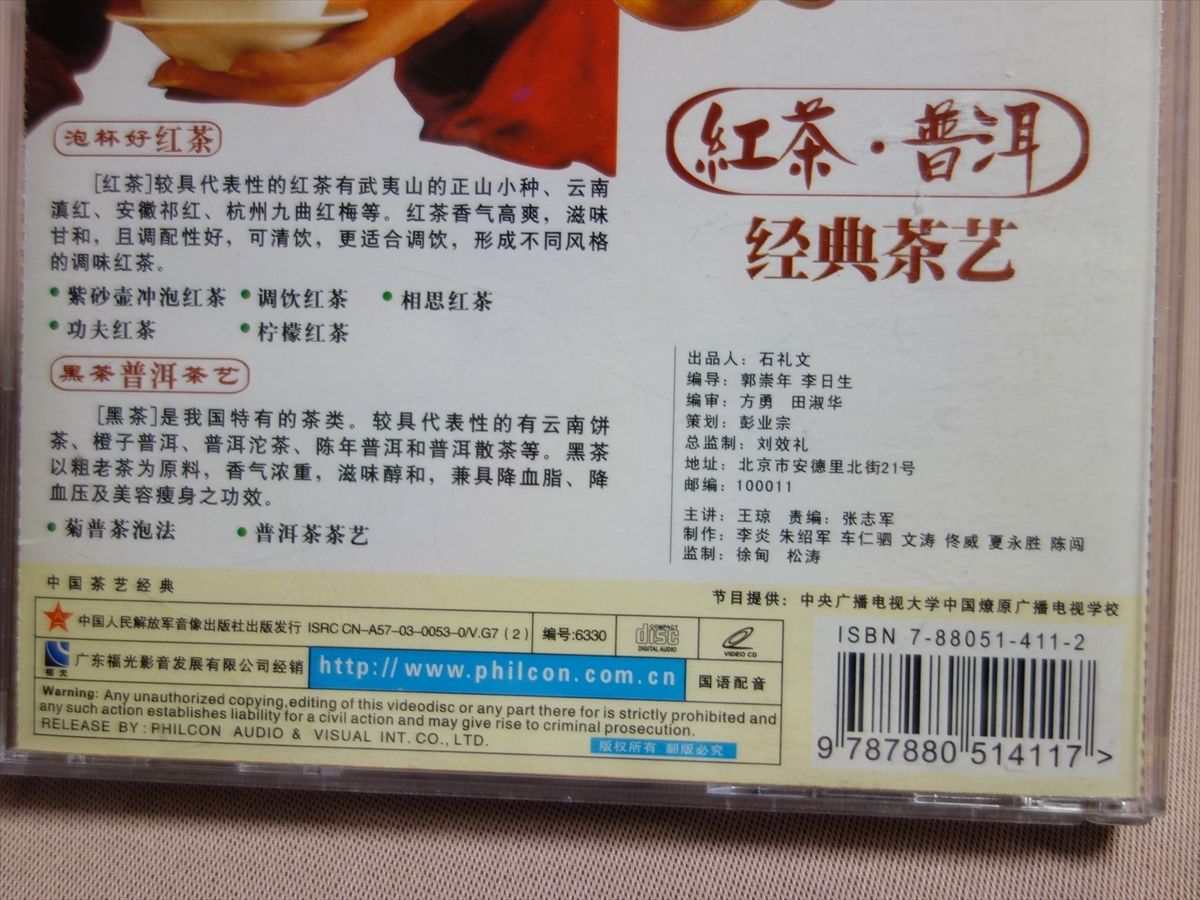 泡杯好红茶
[红茶]较具代表性的红茶有武夷山的正山小种、云南
滇红、安徽祁红、杭州九曲红梅等。红茶香气高爽，滋味
甘和，且调配性好，可清饮，更适合调饮，形成不同风格
的调味红茶。
•紫砂壶冲泡红茶 •调饮红茶 •相思红茶
•功夫红茶 •柠檬红茶
黑茶普洱茶艺
[黑茶]是我国特有的茶类。较具代表性的有云南饼
茶、橙子普洱、普洱沱茶、陈年普洱和普洱散茶等。黑茶
以粗老茶为原料，香气浓重，滋味醇和，兼具降血脂、降
血压及美容瘦身之功效。
•菊普茶泡法 •普洱茶茶艺
紅茶·普洱
经典茶艺
出品人：石礼文
编导：郭崇年 李日生
编审：方勇 田淑华
策划：彭业宗
总监制：刘效礼
地址：北京市安德里北街21号
邮编：100011
主讲：王琼 责编：张志军
制作：李炎 朱绍军 车仁驷 文涛 佟威 夏永胜 陈闯
监制：徐甸 松涛
中国茶艺经典
节目提供：中央广播电视大学中国燎原广播电视学校
中国人民解放军音像出版社出版发行 ISRC CN-A57-03-0053-0/V.G7（2）
编号:6330
COMPACT
disc
DIGITAL AUDIO
VIDEO CD
福光
广东福光影音发展有限公司经销
http://www.philcon.com.cn
国语配音
Warning: Any unauthorized copying,editing of this videodisc or any part there for is strictly prohibited and
any such action establishes liability for a civil action and may give rise to criminal prosecution.
RELEASE BY:PHILCON AUDIO & VISUAL INT. CO., LTD.
版权所有 翻版必究
ISBN 7-88051-411-2
9 787880 514117 >